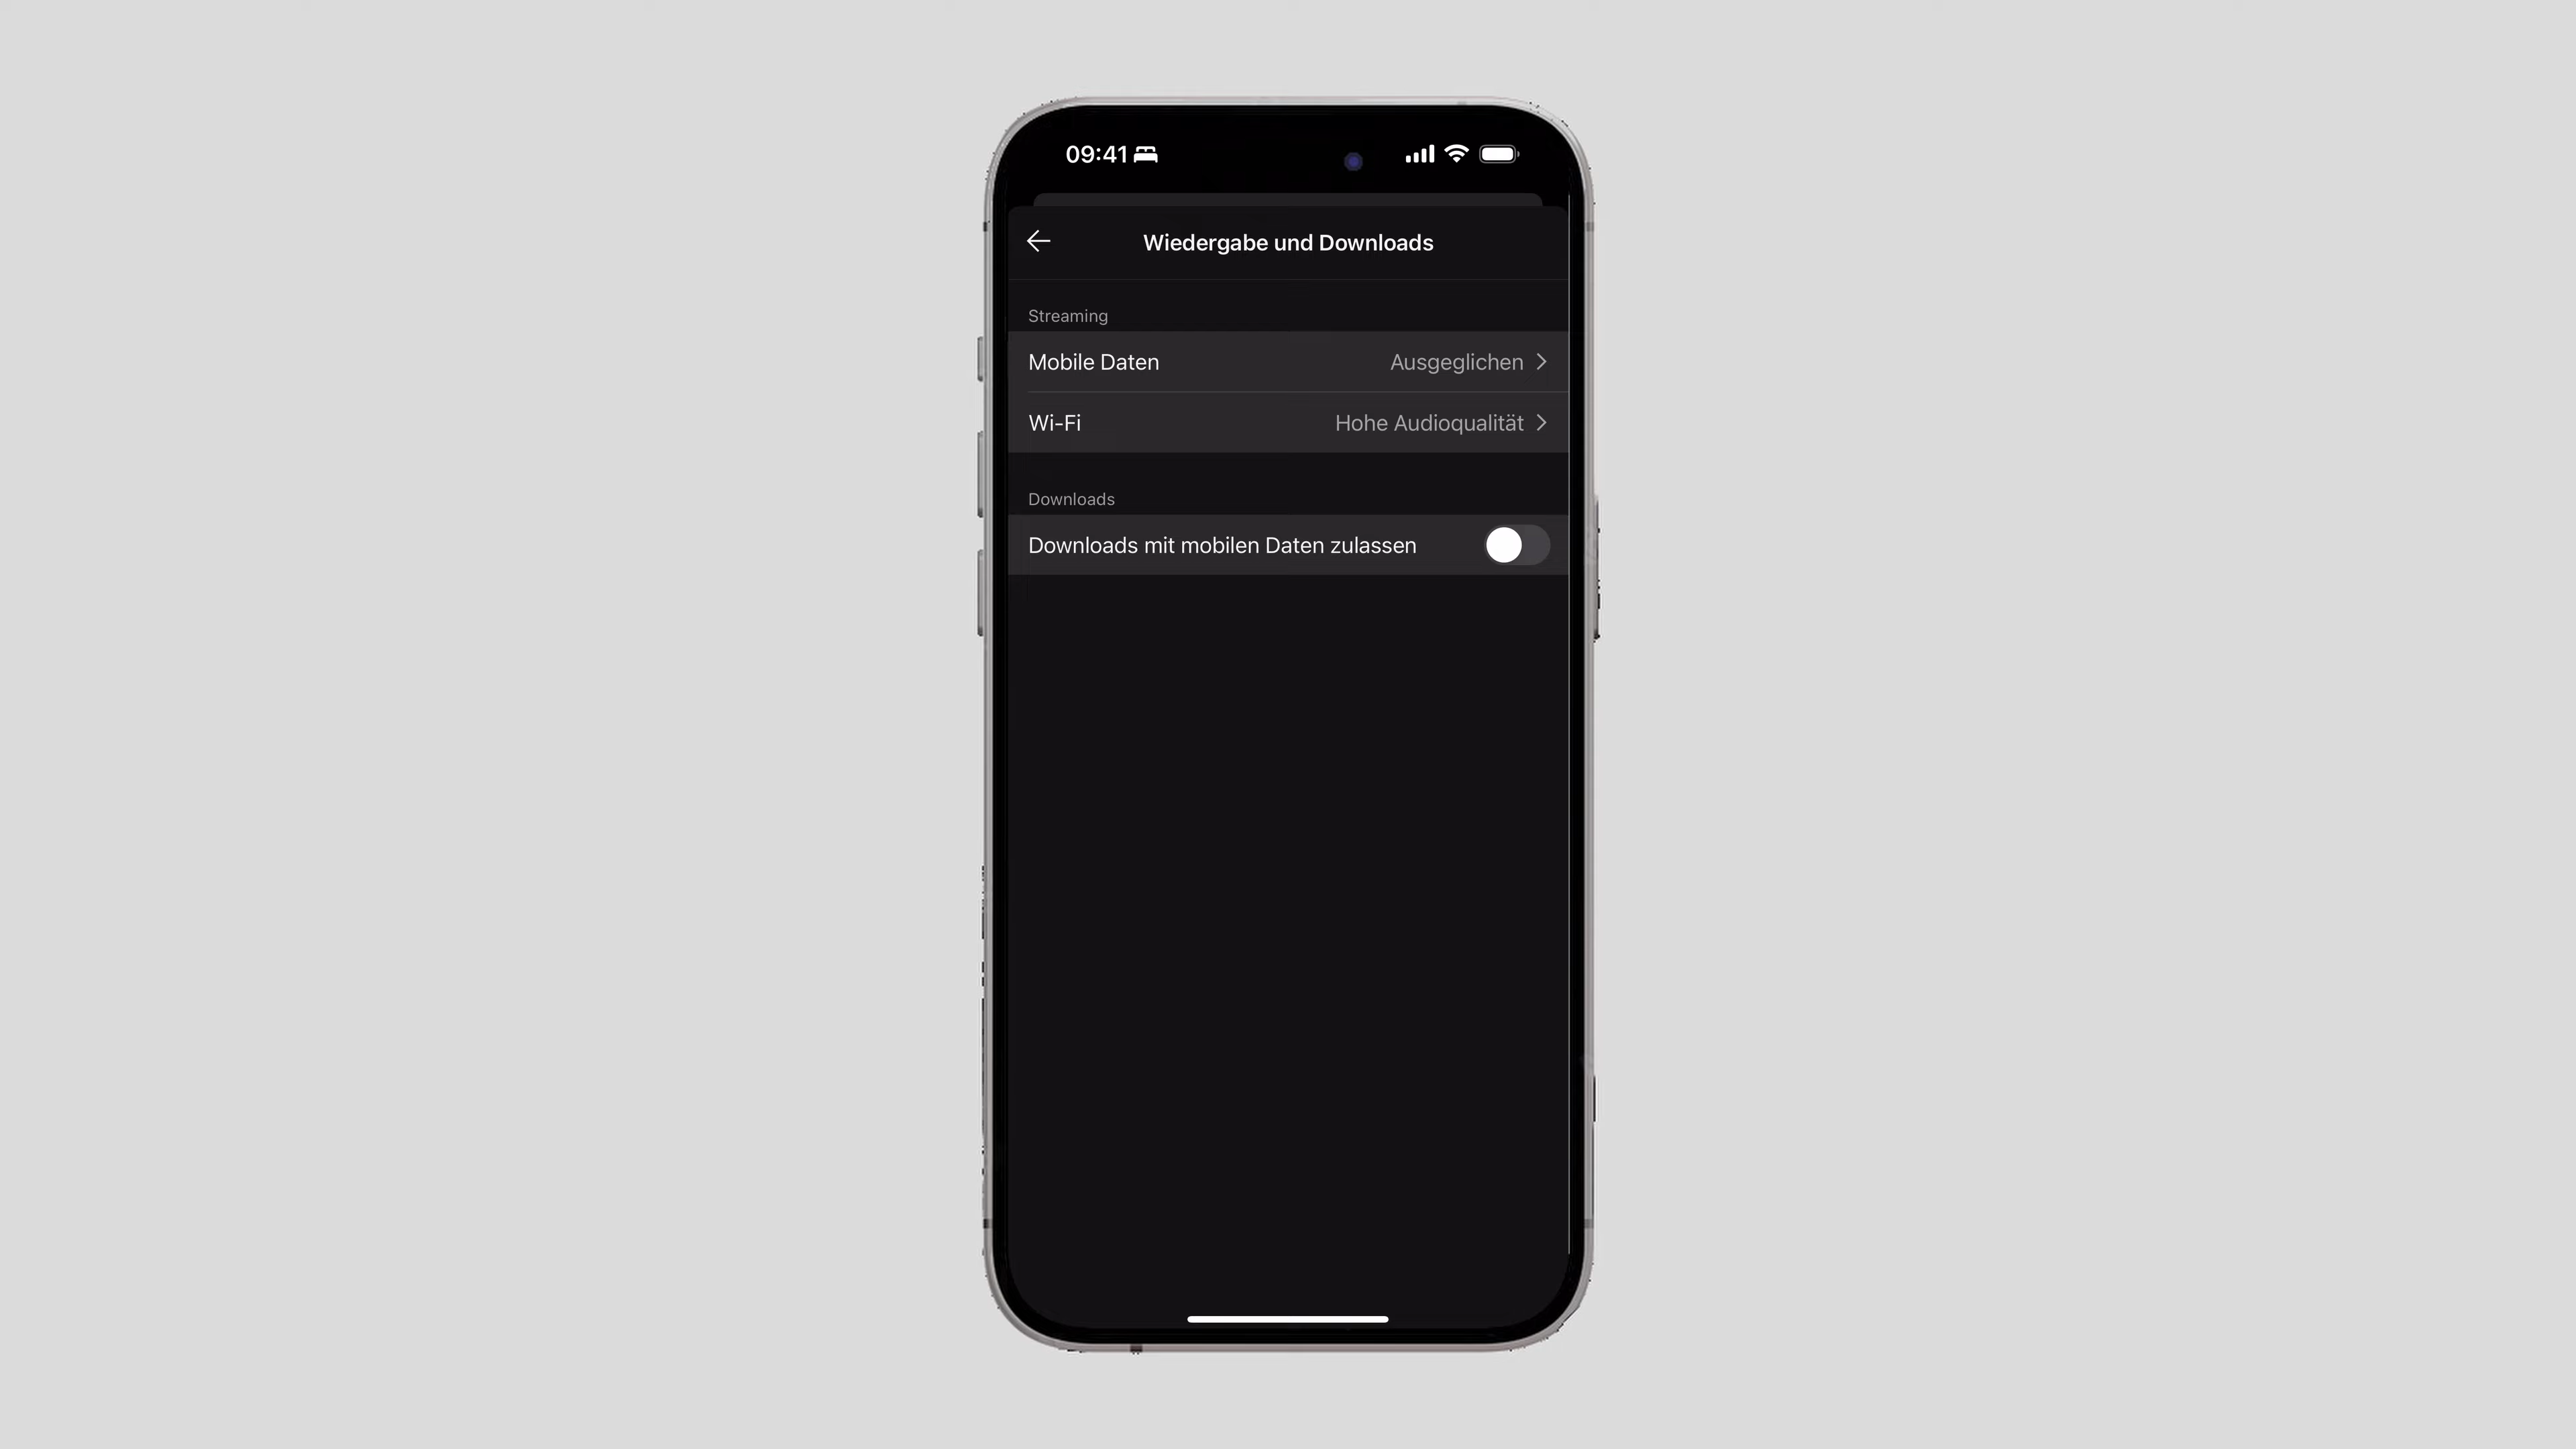 09:41
Wiedergabe und Downloads
Streaming
Mobile Daten Ausgeglichen
Wi-Fi Hohe Audioqualität
Downloads
Downloads mit mobilen Daten zulassen